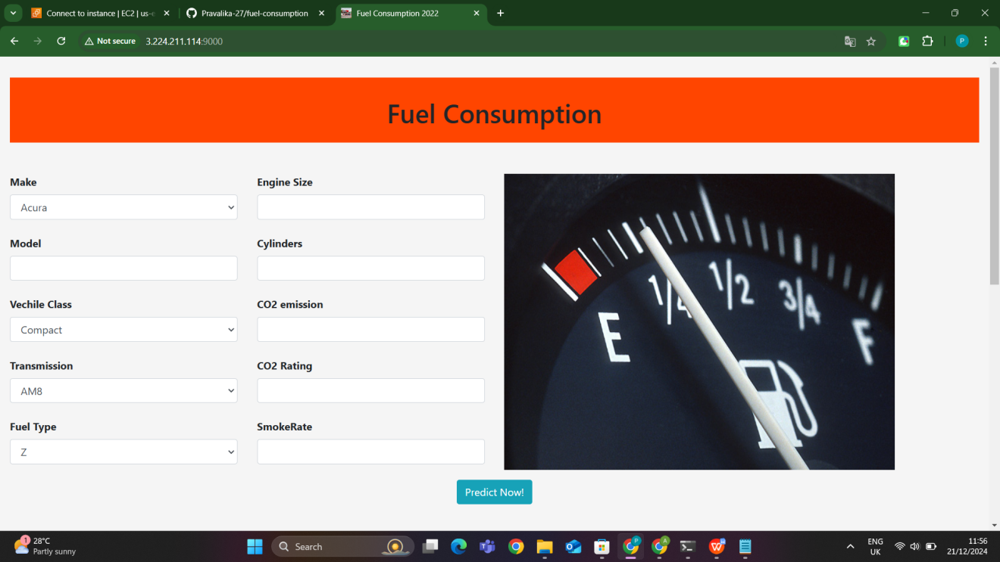 Connect to instance | EC2 | us-e
Pravalika-27/fuel-consumption
Fuel Consumption 2022
Not secure
3.224.211.114:9000
P
Fuel Consumption
Make
Acura
Model
Vechile Class
Compact
Transmission
AM8
Fuel Type
Z
Engine Size
Cylinders
CO2 emission
CO2 Rating
SmokeRate
E
1/4
1/2
3/4
F
Predict Now!
1
28°C
Partly sunny
Search
P
A
ENG
UK
11:56
21/12/2024